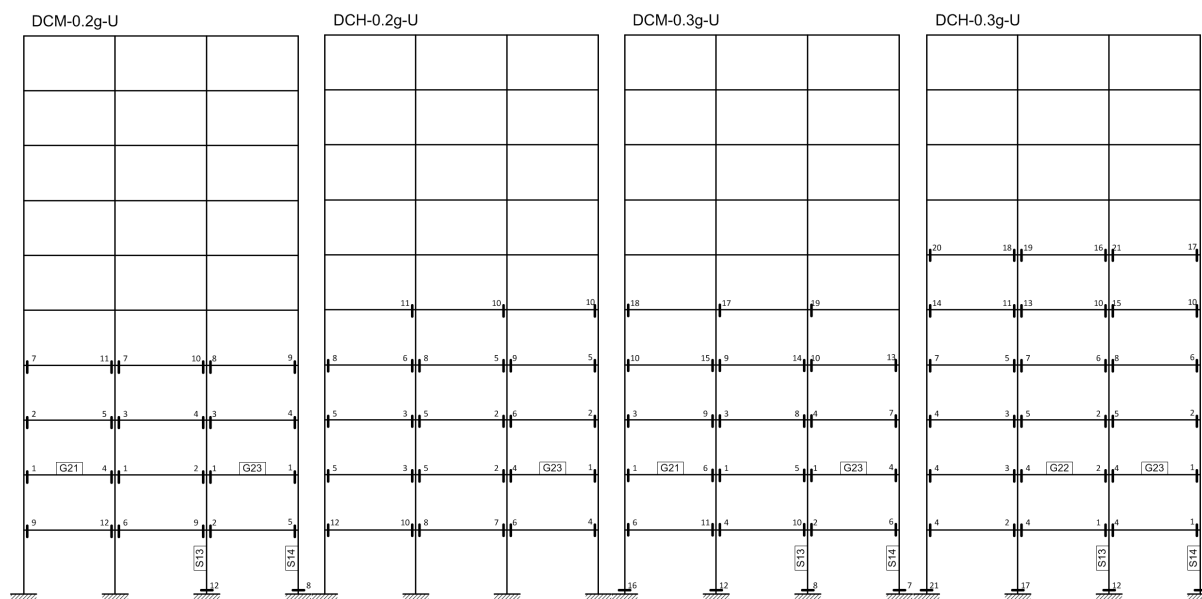 DCM-0.2g-U DCH-0.2g-U DCM-0.3g-U DCH-0.3g-U
20 18 19 16 21 17
11 10 10 18 17 19 14 11 13 10 15 10
7 11 7 10 8 9 8 6 8 5 9 5 10 15 9 14 10 13 7 5 7 6 8 6
2 5 3 4 3 4 5 3 5 2 6 2 3 9 3 8 4 7 4 3 5 2 5 2
1 G21 4 1 2 1 G23 1 5 3 5 2 4 G23 1 1 G21 6 1 5 1 G23 4 4 3 4 G22 2 4 G23 1
9 12 6 9 2 5 12 10 8 7 6 4 6 11 4 10 2 6 4 2 4 1 4 1
S13 S14 S13 S14 S13 S14
12 8 16 12 8 7 21 17 12